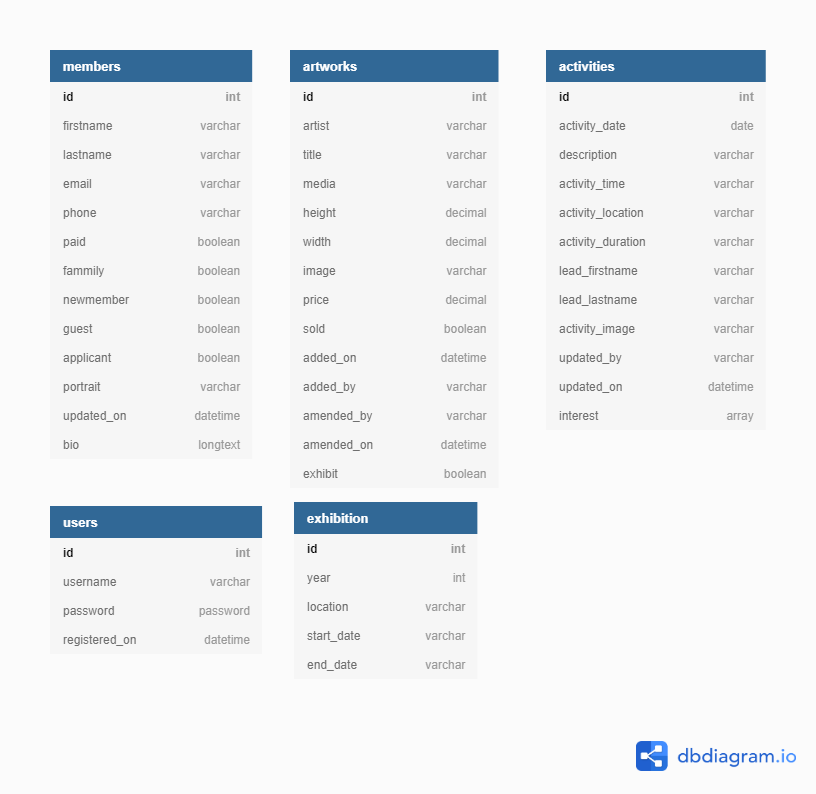 members
id int
firstname varchar
lastname varchar
email varchar
phone varchar
paid boolean
fammily boolean
newmember boolean
guest boolean
applicant boolean
portrait varchar
updated_on datetime
bio longtext
artworks
id int
artist varchar
title varchar
media varchar
height decimal
width decimal
image varchar
price decimal
sold boolean
added_on datetime
added_by varchar
amended_by varchar
amended_on datetime
exhibit boolean
activities
id int
activity_date date
description varchar
activity_time varchar
activity_location varchar
activity_duration varchar
lead_firstname varchar
lead_lastname varchar
activity_image varchar
updated_by varchar
updated_on datetime
interest array
users
id int
username varchar
password password
registered_on datetime
exhibition
id int
year int
location varchar
start_date varchar
end_date varchar
dbdiagram.io